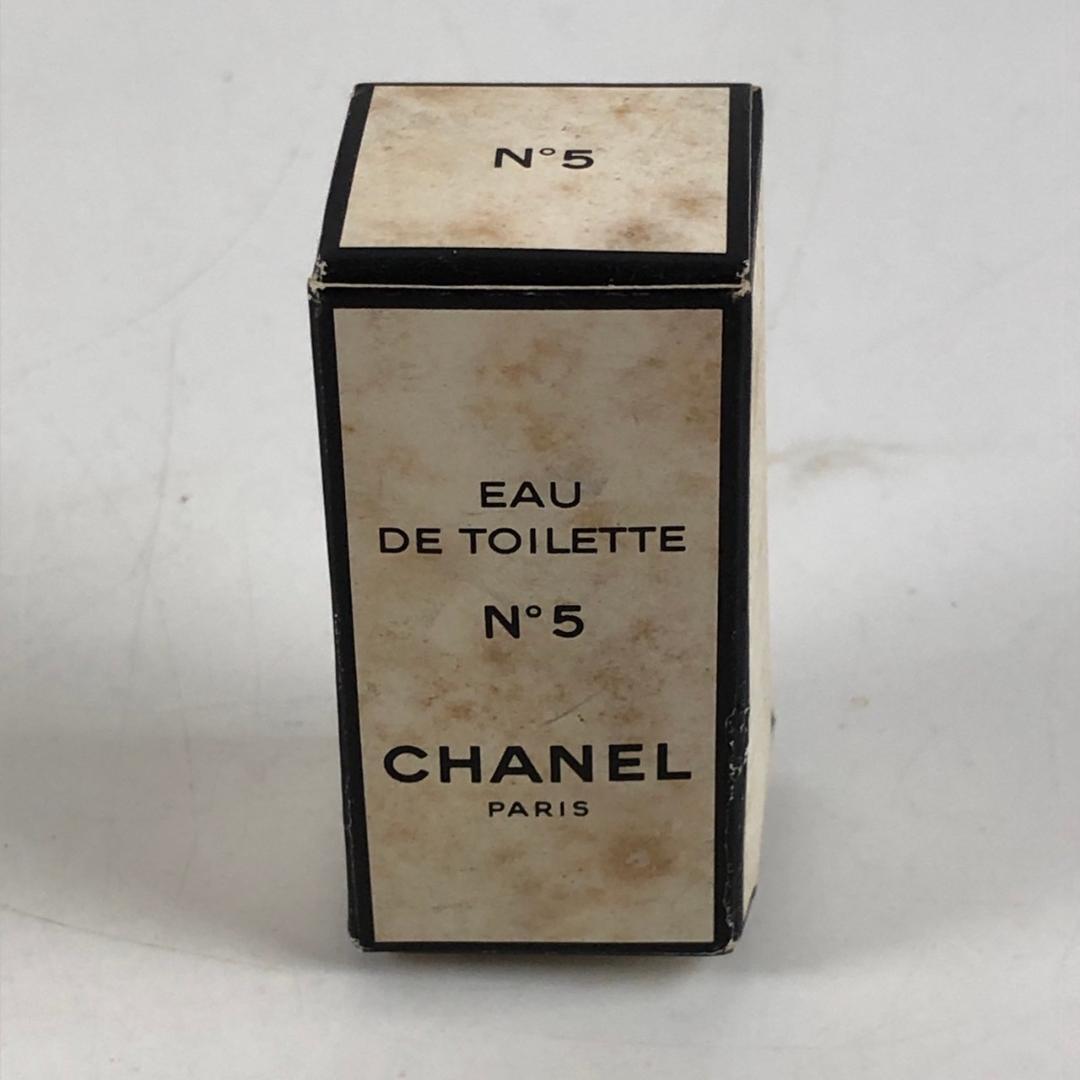 N°5
EAU
DE TOILETTE
N°5
CHANEL
PARIS